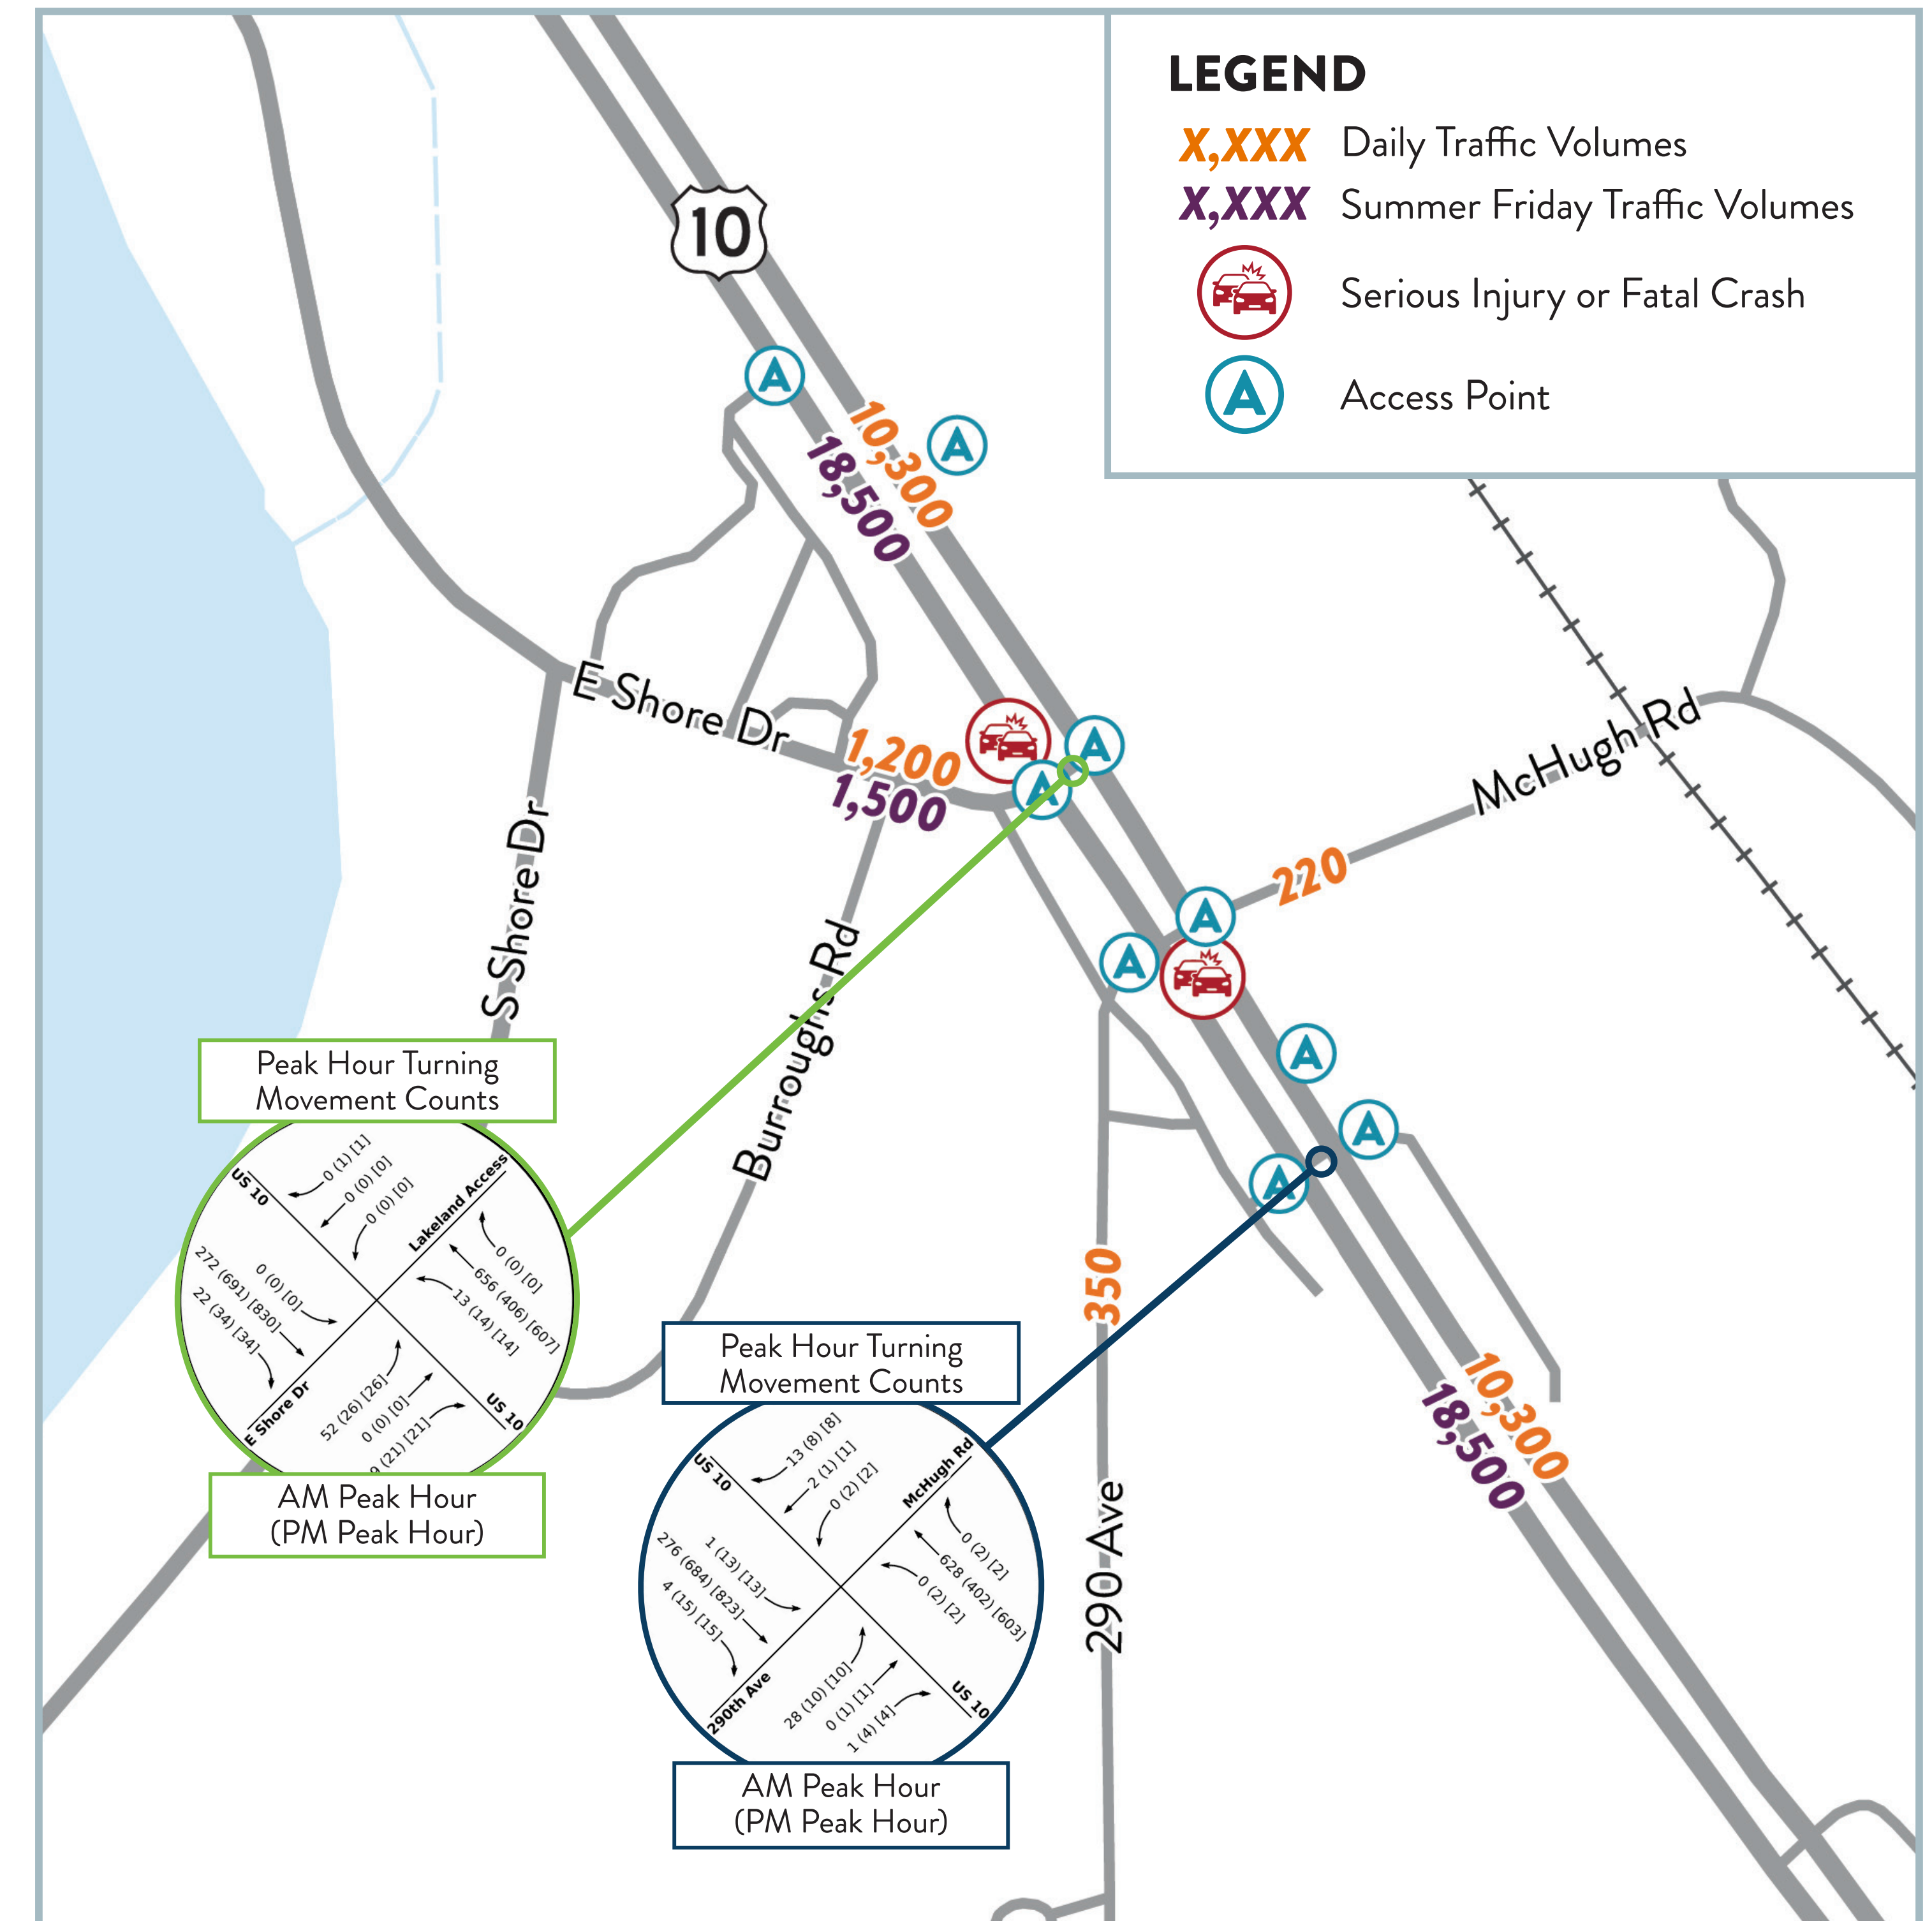 LEGEND
X,XXX Daily Traffic Volumes
X,XXX Summer Friday Traffic Volumes
Serious Injury or Fatal Crash
A Access Point
10
A
A
10,300
18,500
E Shore Dr
1,200
1,500
A
A
McHugh Rd
220
S Shore Dr
Burroughs Rd
A
A
A
A
A
350
290 Ave
10,300
18,500
Peak Hour Turning
Movement Counts
US 10
0 (1) [1]
0 (0) [0]
0 (0) [0]
Lakeland Access
0 (0) [0]
656 (406) [607]
13 (14) [14]
0 (0) [0]
272 (691) [830]
22 (34) [34]
E Shore Dr
52 (26) [26]
0 (0) [0]
9 (21) [21]
US 10
AM Peak Hour
(PM Peak Hour)
Peak Hour Turning
Movement Counts
US 10
13 (8) [8]
2 (1) [1]
0 (2) [2]
McHugh Rd
0 (2) [2]
628 (402) [603]
0 (2) [2]
1 (13) [13]
276 (684) [823]
4 (15) [15]
290th Ave
28 (10) [10]
0 (1) [1]
1 (4) [4]
US 10
AM Peak Hour
(PM Peak Hour)